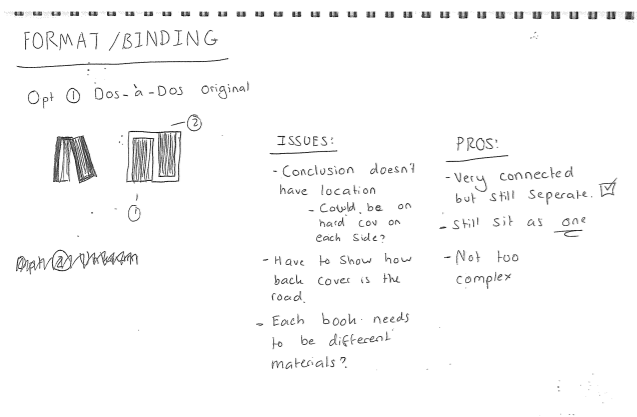 FORMAT/BINDING
Opt ① Dos-à-Dos original
②
①
Opt ②
ISSUES:
- Conclusion doesn't
have location
- Could be on
hard cov on
each side?
- Have to show how
back cover is the
road.
- Each book needs
to be different
materials?
PROS:
- Very connected
but still seperate.
- Still sit as one
- Not too
complex